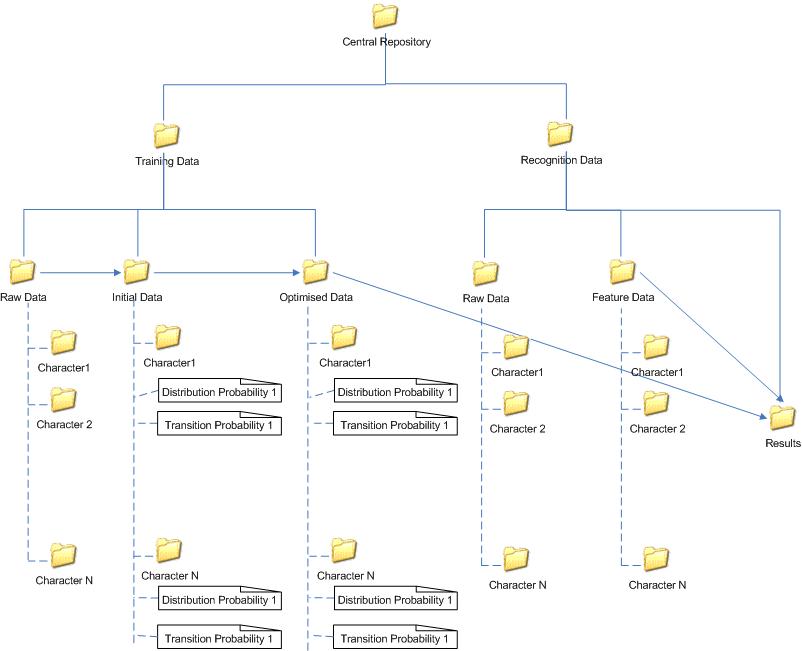 Central Repository
Training Data
Recognition Data
Raw Data
Initial Data
Optimised Data
Raw Data
Feature Data
Character1
Character 2
Character N
Character1
Distribution Probability 1
Transition Probability 1
Character N
Distribution Probability 1
Transition Probability 1
Character1
Distribution Probability 1
Transition Probability 1
Character N
Distribution Probability 1
Transition Probability 1
Character1
Character 2
Character N
Character1
Character 2
Character N
Results